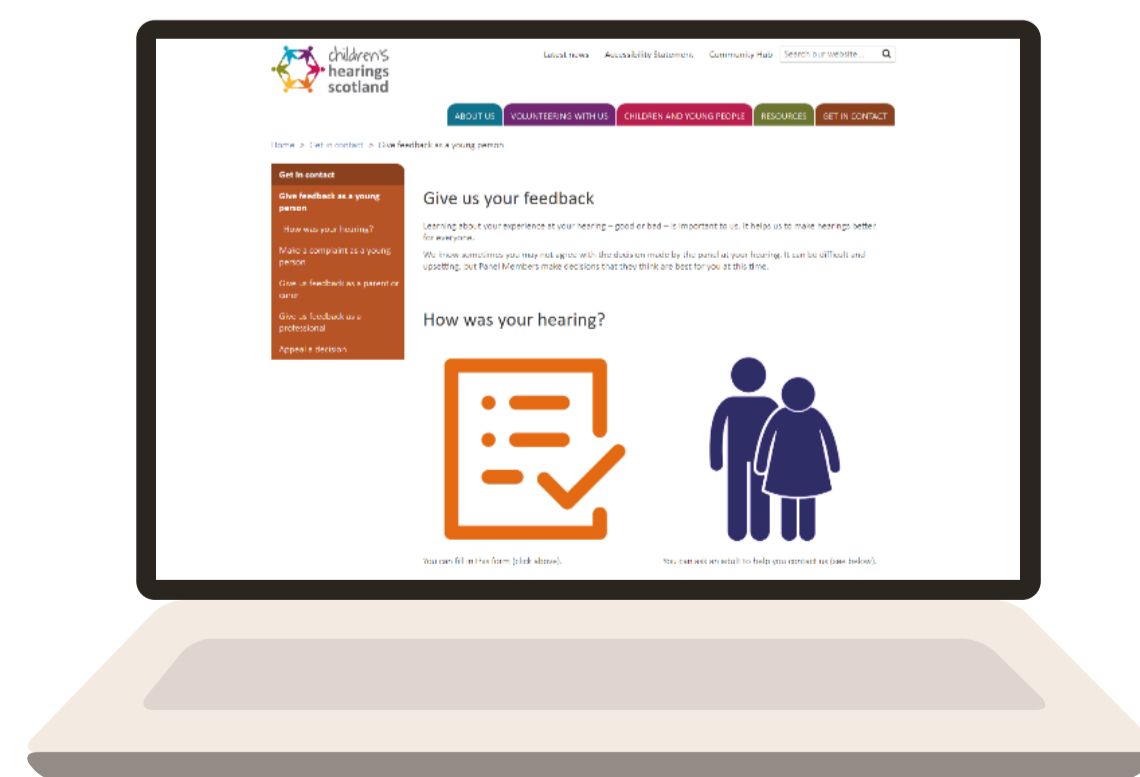 children's
hearings
scotland
Latest news Accessibility Statement Community Hub Search our website...
ABOUT US VOLUNTEERING WITH US CHILDREN AND YOUNG PEOPLE RESOURCES GET IN CONTACT
Home > Get in contact > Give feedback as a young person
Get in contact
Give feedback as a young
person
How was your hearing?
Make a complaint as a young
person
Give us feedback as a parent or
carer
Give us feedback as a
professional
Appeal a decision
Give us your feedback
Learning about your experience at your hearing – good or bad – is important to us. It helps us to make hearings better
for everyone.
We know sometimes you may not agree with the decision made by the panel at your hearing. It can be difficult and
upsetting, but Panel Members make decisions that they think are best for you at this time.
How was your hearing?
You can fill in this form (click above).
You can ask an adult to help you contact us (see below).